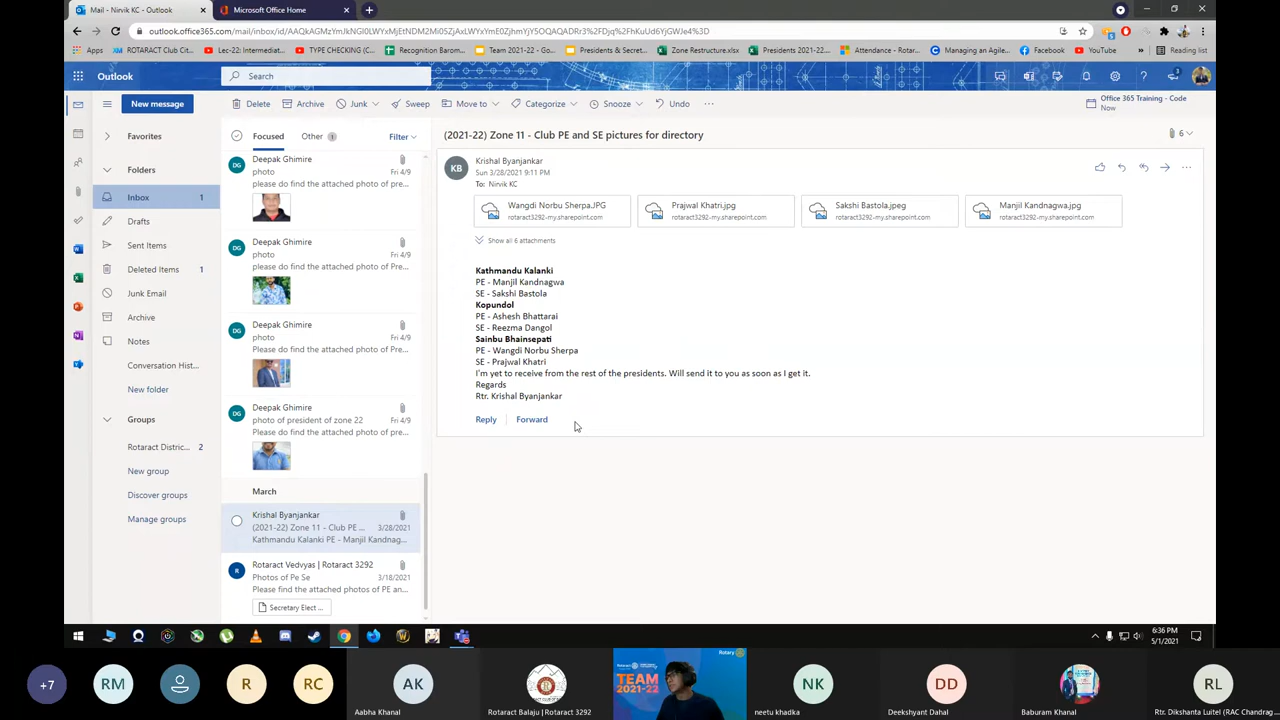 Mail - Nirvik KC - Outlook
Microsoft Office Home
outlook.office365.com/mail/inbox/id/
Apps
ROTARACT Club Cit...
Lec-22: Intermediat...
TYPE CHECKING (C...
Recognition Barom...
Team 2021-22 - Go...
Presidents & Secret...
Zone Restructure.xlsx
Presidents 2021-22...
Attendance - Rotar...
Managing an Agile...
Facebook
YouTube
Reading list
Outlook
Search
New message
Delete
Archive
Junk
Sweep
Move to
Categorize
Snooze
Undo
Office 365 Training - Code
Now
Favorites
Folders
Inbox 1
Drafts
Sent Items
Deleted Items 1
Junk Email
Archive
Notes
Conversation Hist...
New folder
Groups
Rotaract Distric... 2
New group
Discover groups
Manage groups
Focused
Other 1
Filter
Deepak Ghimire
photo Fri 4/9
please do find the attached photo of pre...
DG
Deepak Ghimire
photo Fri 4/9
please do find the attached photo of Pre...
DG
Deepak Ghimire
photo Fri 4/9
Please do find the attached photo of Pre...
DG
Deepak Ghimire
photo of president of zone 22 Fri 4/9
Please do find the attached photo of pre...
DG
March
Krishal Byanjankar
(2021-22) Zone 11 - Club PE ... 3/28/2021
Kathmandu Kalanki PE - Manjil Kandnag...
R
Rotaract Vedvyas | Rotaract 3292
Photos of Pe Se 3/18/2021
Please find the attached photos of PE an...
Secretary Elect ...
(2021-22) Zone 11 - Club PE and SE pictures for directory
6
KB
Krishal Byanjankar
Sun 3/28/2021 9:11 PM
To: Nirvik KC
Wangdi Norbu Sherpa.JPG
rotaract3292-my.sharepoint.com
Prajwal Khatri.jpg
rotaract3292-my.sharepoint.com
Sakshi Bastola.jpeg
rotaract3292-my.sharepoint.com
Manjil Kandnagwa.jpg
rotaract3292-my.sharepoint.com
Show all 6 attachments
Kathmandu Kalanki
PE - Manjil Kandnagwa
SE - Sakshi Bastola
Kopundol
PE - Ashesh Bhattarai
SE - Reezma Dangol
Sainbu Bhainsepati
PE - Wangdi Norbu Sherpa
SE - Prajwal Khatri
I'm yet to receive from the rest of the presidents. Will send it to you as soon as I get it.
Regards
Rtr. Krishal Byanjankar
Reply
Forward
6:36 PM
5/1/2021
+7
RM
R
RC
AK
Aabha Khanal
Rotaract Balaju | Rotaract 3292
Rotaract
TEAM
2021-22
Rotary
NK
neetu khadka
DD
Deekshyant Dahal
Baburam Khanal
RL
Rtr. Dikshanta Luitel (RAC Chandrag